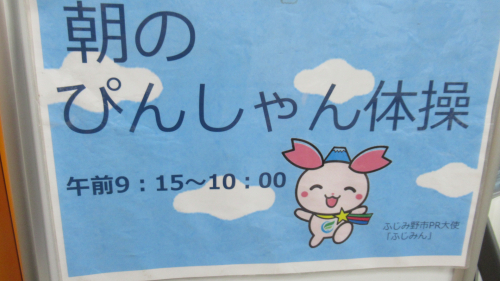 朝の
ぴんしゃん体操
午前9：15～10：00
ふじみ野市PR大使
「ふじみん」